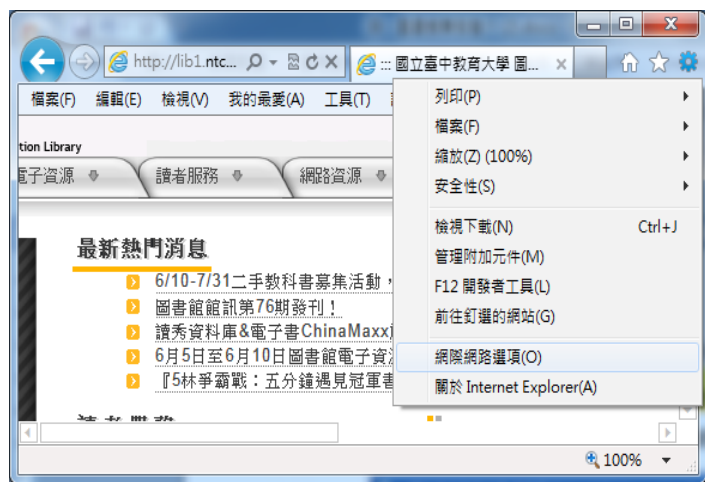 http://lib1.ntc...
::: 國立臺中教育大學 圖...
檔案(F) 編輯(E) 檢視(V) 我的最愛(A) 工具(T)
tion Library
電子資源 讀者服務 網路資源
最新熱門消息
6/10-7/31二手教科書募集活動，
圖書館館訊第76期發刊！
讀秀資料庫&電子書ChinaMaxx
6月5日至6月10日圖書館電子資
『5林爭霸戰：五分鐘遇見冠軍書
列印(P)
檔案(F)
縮放(Z) (100%)
安全性(S)
檢視下載(N) Ctrl+J
管理附加元件(M)
F12 開發者工具(L)
前往釘選的網站(G)
網際網路選項(O)
關於 Internet Explorer(A)
100%